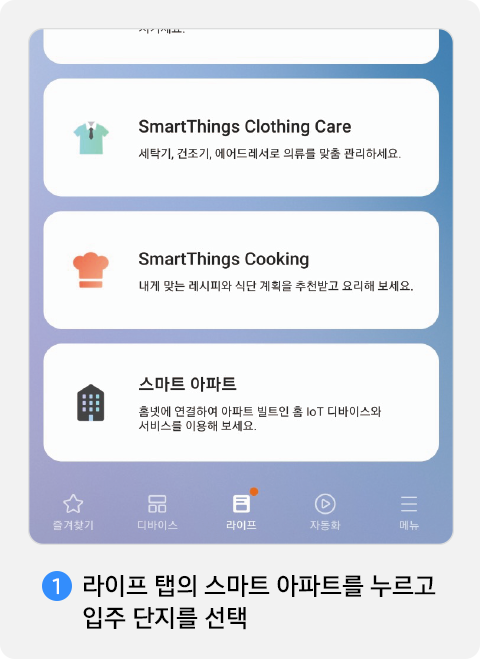 SmartThings Clothing Care
세탁기, 건조기, 에어드레서로 의류를 맞춤 관리하세요.
SmartThings Cooking
내게 맞는 레시피와 식단 계획을 추천받고 요리해 보세요.
스마트 아파트
홈넷에 연결하여 아파트 빌트인 홈 IoT 디바이스와
서비스를 이용해 보세요.
즐겨찾기 디바이스 라이프 자동화 메뉴
1 라이프 탭의 스마트 아파트를 누르고
입주 단지를 선택